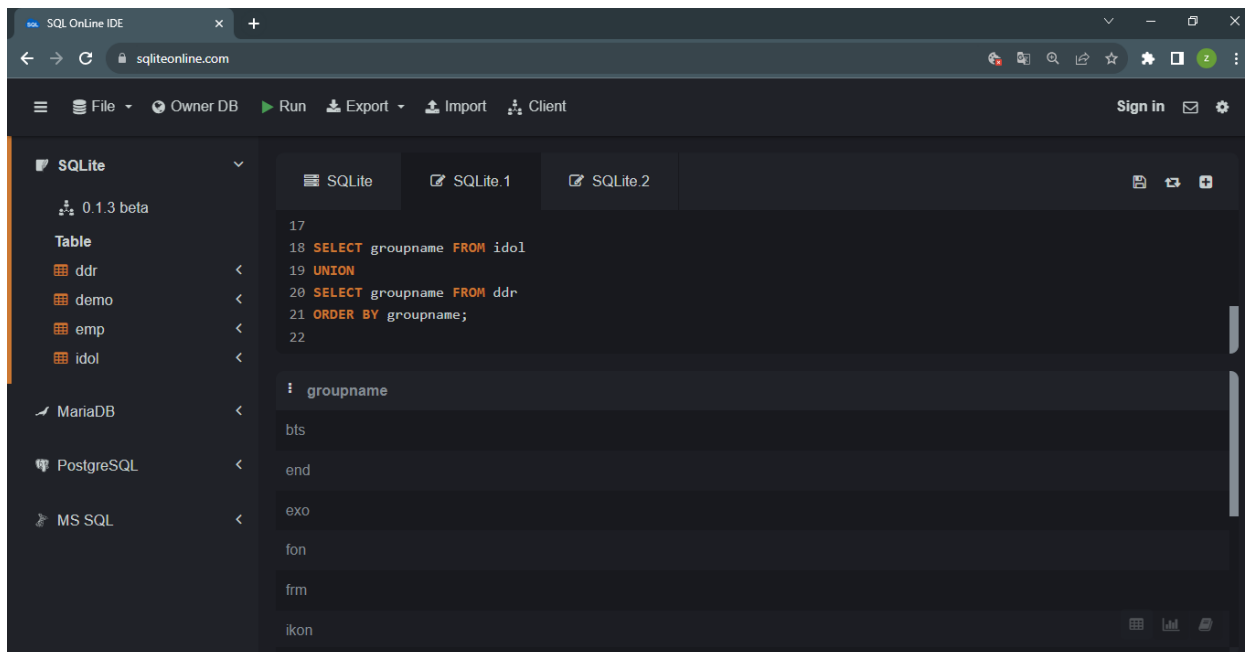 SQL OnLine IDE
sqliteonline.com
File
Owner DB
Run
Export
Import
Client
Sign in
SQLite
0.1.3 beta
Table
ddr
demo
emp
idol
MariaDB
PostgreSQL
MS SQL
SQLite
SQLite.1
SQLite.2
17
18 SELECT groupname FROM idol
19 UNION
20 SELECT groupname FROM ddr
21 ORDER BY groupname;
22
groupname
bts
end
exo
fon
frm
ikon